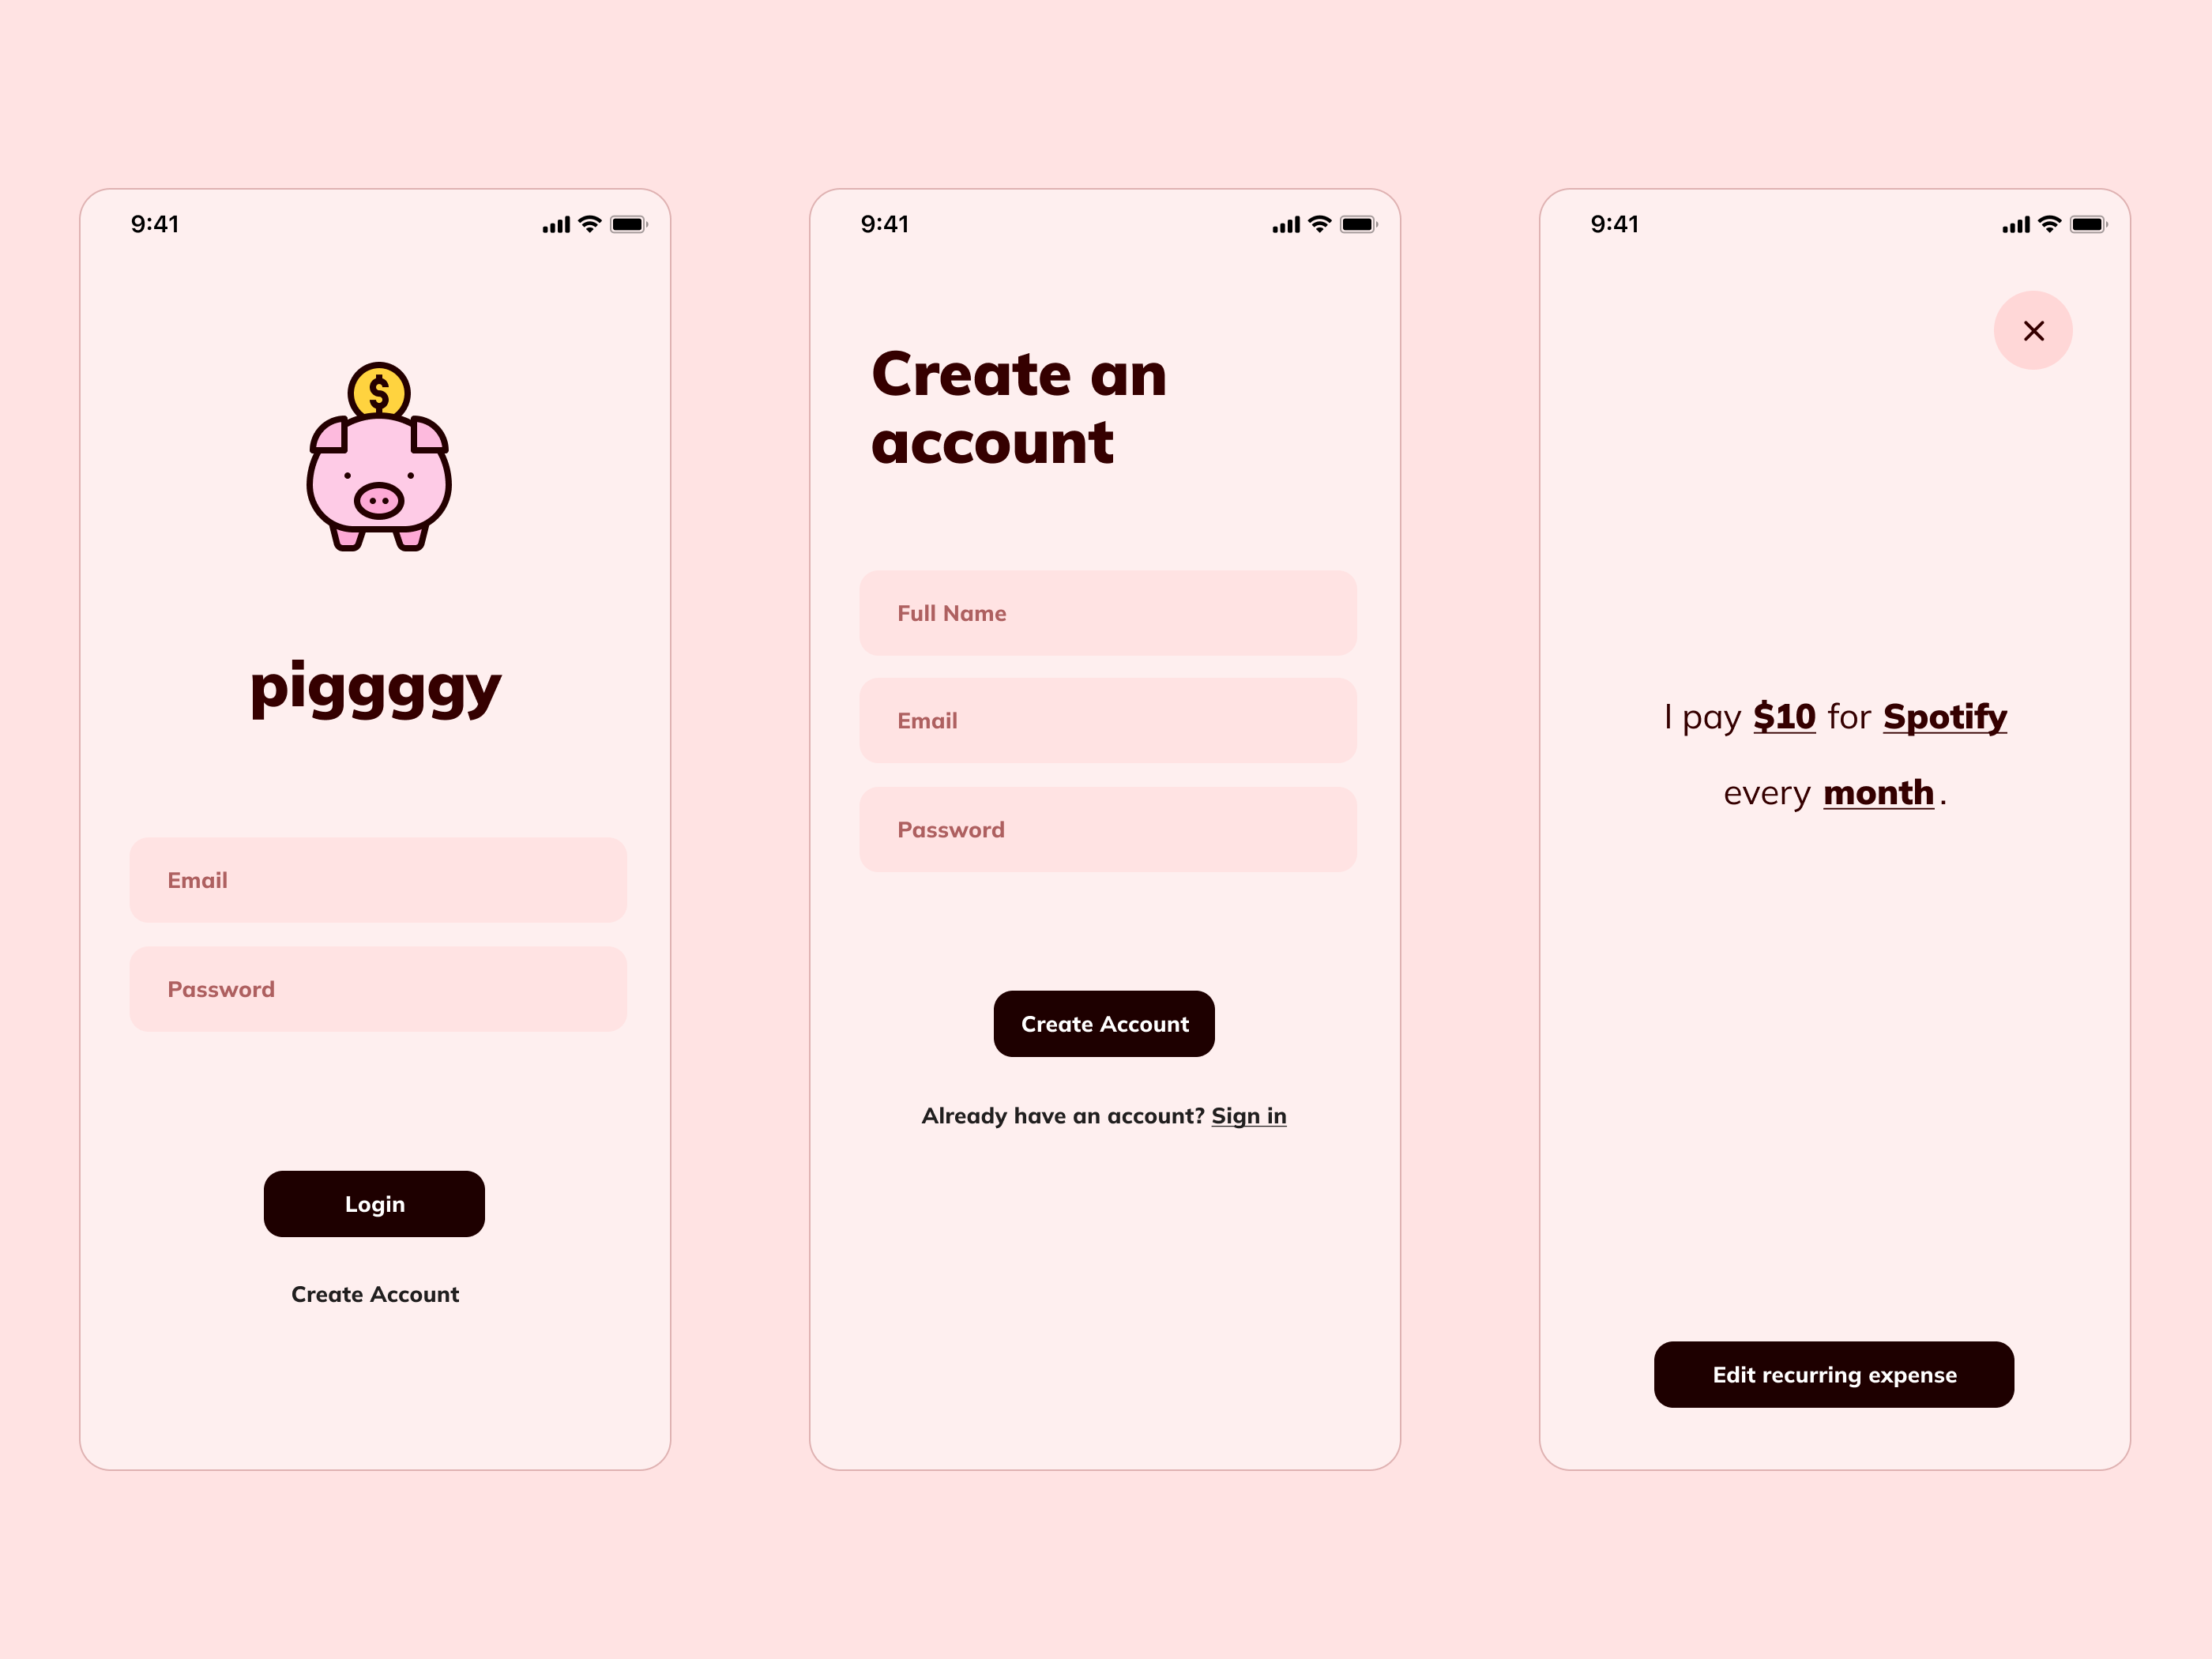 9:41
$
piggggy
Email
Password
Login
Create Account
9:41
Create an
account
Full Name
Email
Password
Create Account
Already have an account? Sign in
9:41
I pay $10 for Spotify
every month.
Edit recurring expense